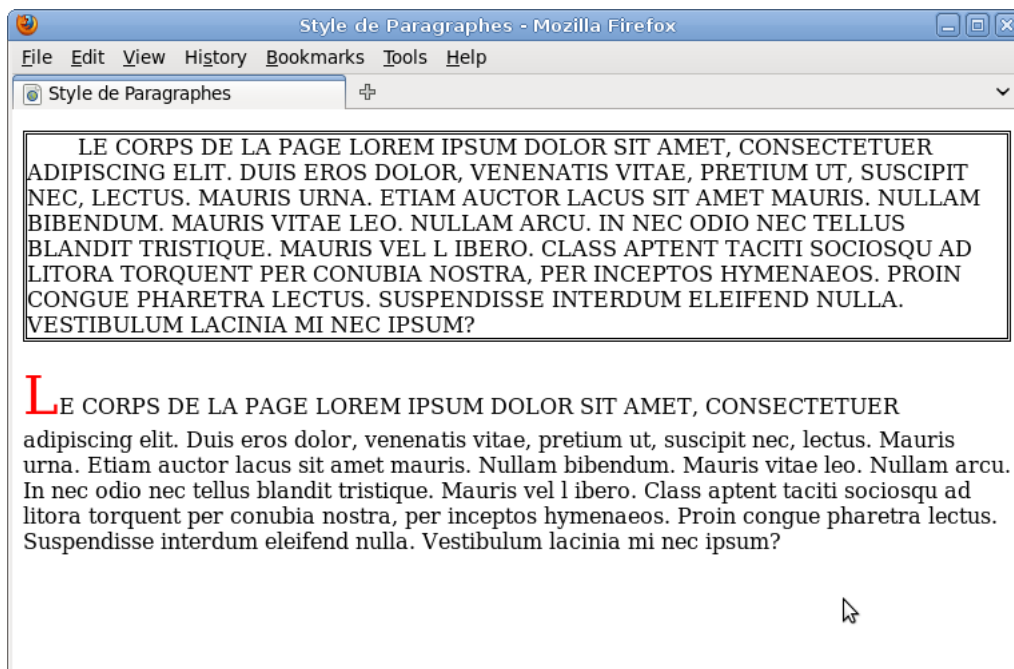 Style de Paragraphes - Mozilla Firefox
File Edit View History Bookmarks Tools Help
Style de Paragraphes
LE CORPS DE LA PAGE LOREM IPSUM DOLOR SIT AMET, CONSECTETUER
ADIPISCING ELIT. DUIS EROS DOLOR, VENENATIS VITAE, PRETIUM UT, SUSCIPIT
NEC, LECTUS. MAURIS URNA. ETIAM AUCTOR LACUS SIT AMET MAURIS. NULLAM
BIBENDUM. MAURIS VITAE LEO. NULLAM ARCU. IN NEC ODIO NEC TELLUS
BLANDIT TRISTIQUE. MAURIS VEL L IBERO. CLASS APTENT TACITI SOCIOSQU AD
LITORA TORQUENT PER CONUBIA NOSTRA, PER INCEPTOS HYMENAEOS. PROIN
CONGUE PHARETRA LECTUS. SUSPENDISSE INTERDUM ELEIFEND NULLA.
VESTIBULUM LACINIA MI NEC IPSUM?
LE CORPS DE LA PAGE LOREM IPSUM DOLOR SIT AMET, CONSECTETUER
adipiscing elit. Duis eros dolor, venenatis vitae, pretium ut, suscipit nec, lectus. Mauris
urna. Etiam auctor lacus sit amet mauris. Nullam bibendum. Mauris vitae leo. Nullam arcu.
In nec odio nec tellus blandit tristique. Mauris vel l ibero. Class aptent taciti sociosqu ad
litora torquent per conubia nostra, per inceptos hymenaeos. Proin congue pharetra lectus.
Suspendisse interdum eleifend nulla. Vestibulum lacinia mi nec ipsum?